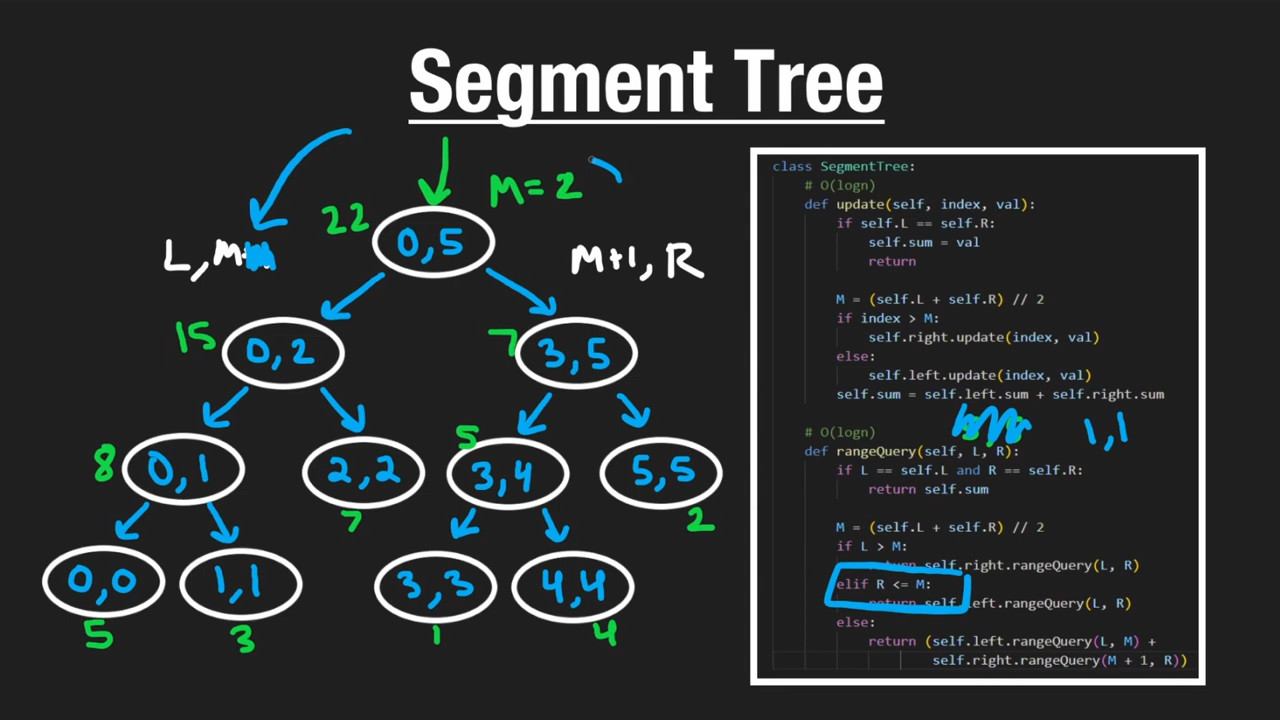 Segment Tree
22
M=2
0,5
L, M
M+1, R
15
0,2
7
3,5
8
0,1
2,2
7
5
3,4
5,5
2
0,0
5
1,1
3
3,3
1
4,4
4
class SegmentTree:
# O(logn)
def update(self, index, val):
if self.L == self.R:
self.sum = val
return
M = (self.L + self.R) // 2
if index > M:
self.right.update(index, val)
else:
self.left.update(index, val)
self.sum = self.left.sum + self.right.sum
1,1
# O(logn)
def rangeQuery(self, L, R):
if L == self.L and R == self.R:
return self.sum
M = (self.L + self.R) // 2
if L > M:
return self.right.rangeQuery(L, R)
elif R <= M:
return self.left.rangeQuery(L, R)
else:
return (self.left.rangeQuery(L, M) +
self.right.rangeQuery(M + 1, R))